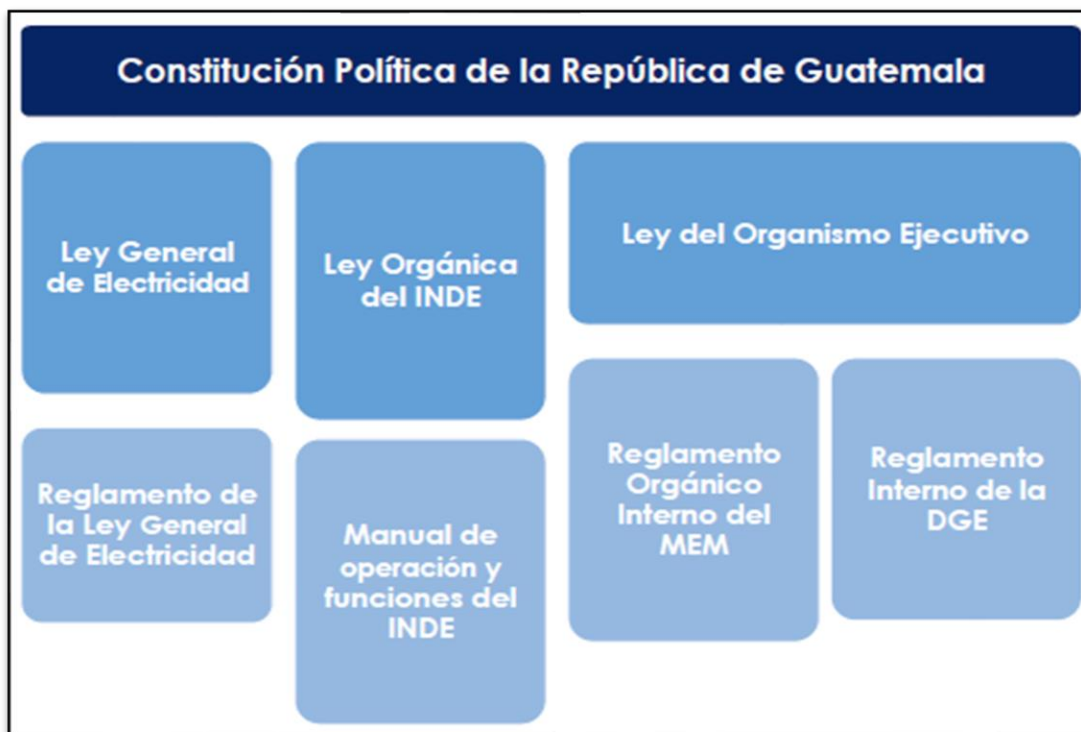 Constitución Política de la República de Guatemala
Ley General
de Electricidad
Ley Orgánica
del INDE
Ley del Organismo Ejecutivo
Reglamento de
la Ley General
de Electricidad
Manual de
operación y
funciones del
INDE
Reglamento
Orgánico
Interno del
MEM
Reglamento
Interno de la
DGE